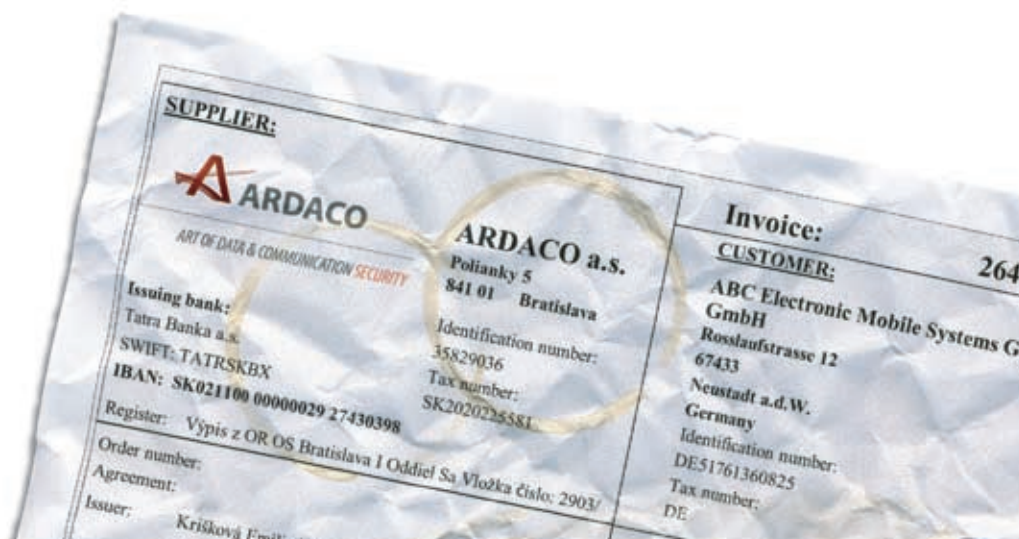 SUPPLIER:
ARDACO
ART OF DATA & COMMUNICATION SECURITY
Issuing bank:
Tatra Banka a.s.
SWIFT: TATRSKBX
IBAN: SK021100 00000029 27430398
Register: Výpis z OR OS Bratislava I Oddiel Sa Vložka číslo: 2903/
ARDACO a.s.
Polianky 5
841 01 Bratislava
Identification number:
35829036
Tax number:
SK2020225581
Order number:
Agreement:
Issuer: Krišková
Invoice: 264
CUSTOMER:
ABC Electronic Mobile Systems G
GmbH
Rosslaufstrasse 12
67433
Neustadt a.d.W.
Germany
Identification number:
DE51761360825
Tax number:
DE